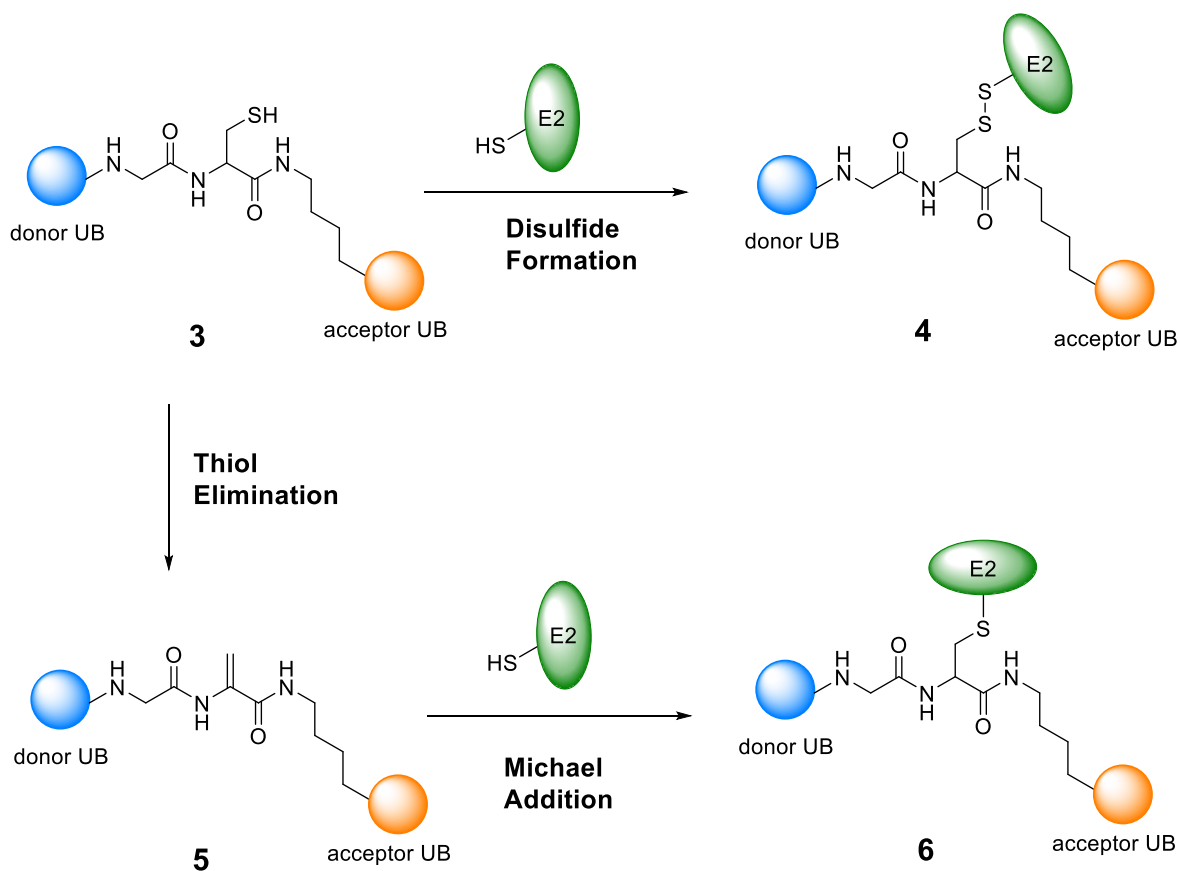 SH
O
H
N
N
H
O
H
N
donor UB
acceptor UB
3
HS
E2
Disulfide
Formation
E2
S
S
H
N
O
N
H
O
H
N
donor UB
acceptor UB
4
Thiol
Elimination
H
N
O
N
H
O
H
N
donor UB
acceptor UB
5
HS
E2
Michael
Addition
E2
S
H
N
O
N
H
O
H
N
donor UB
acceptor UB
6